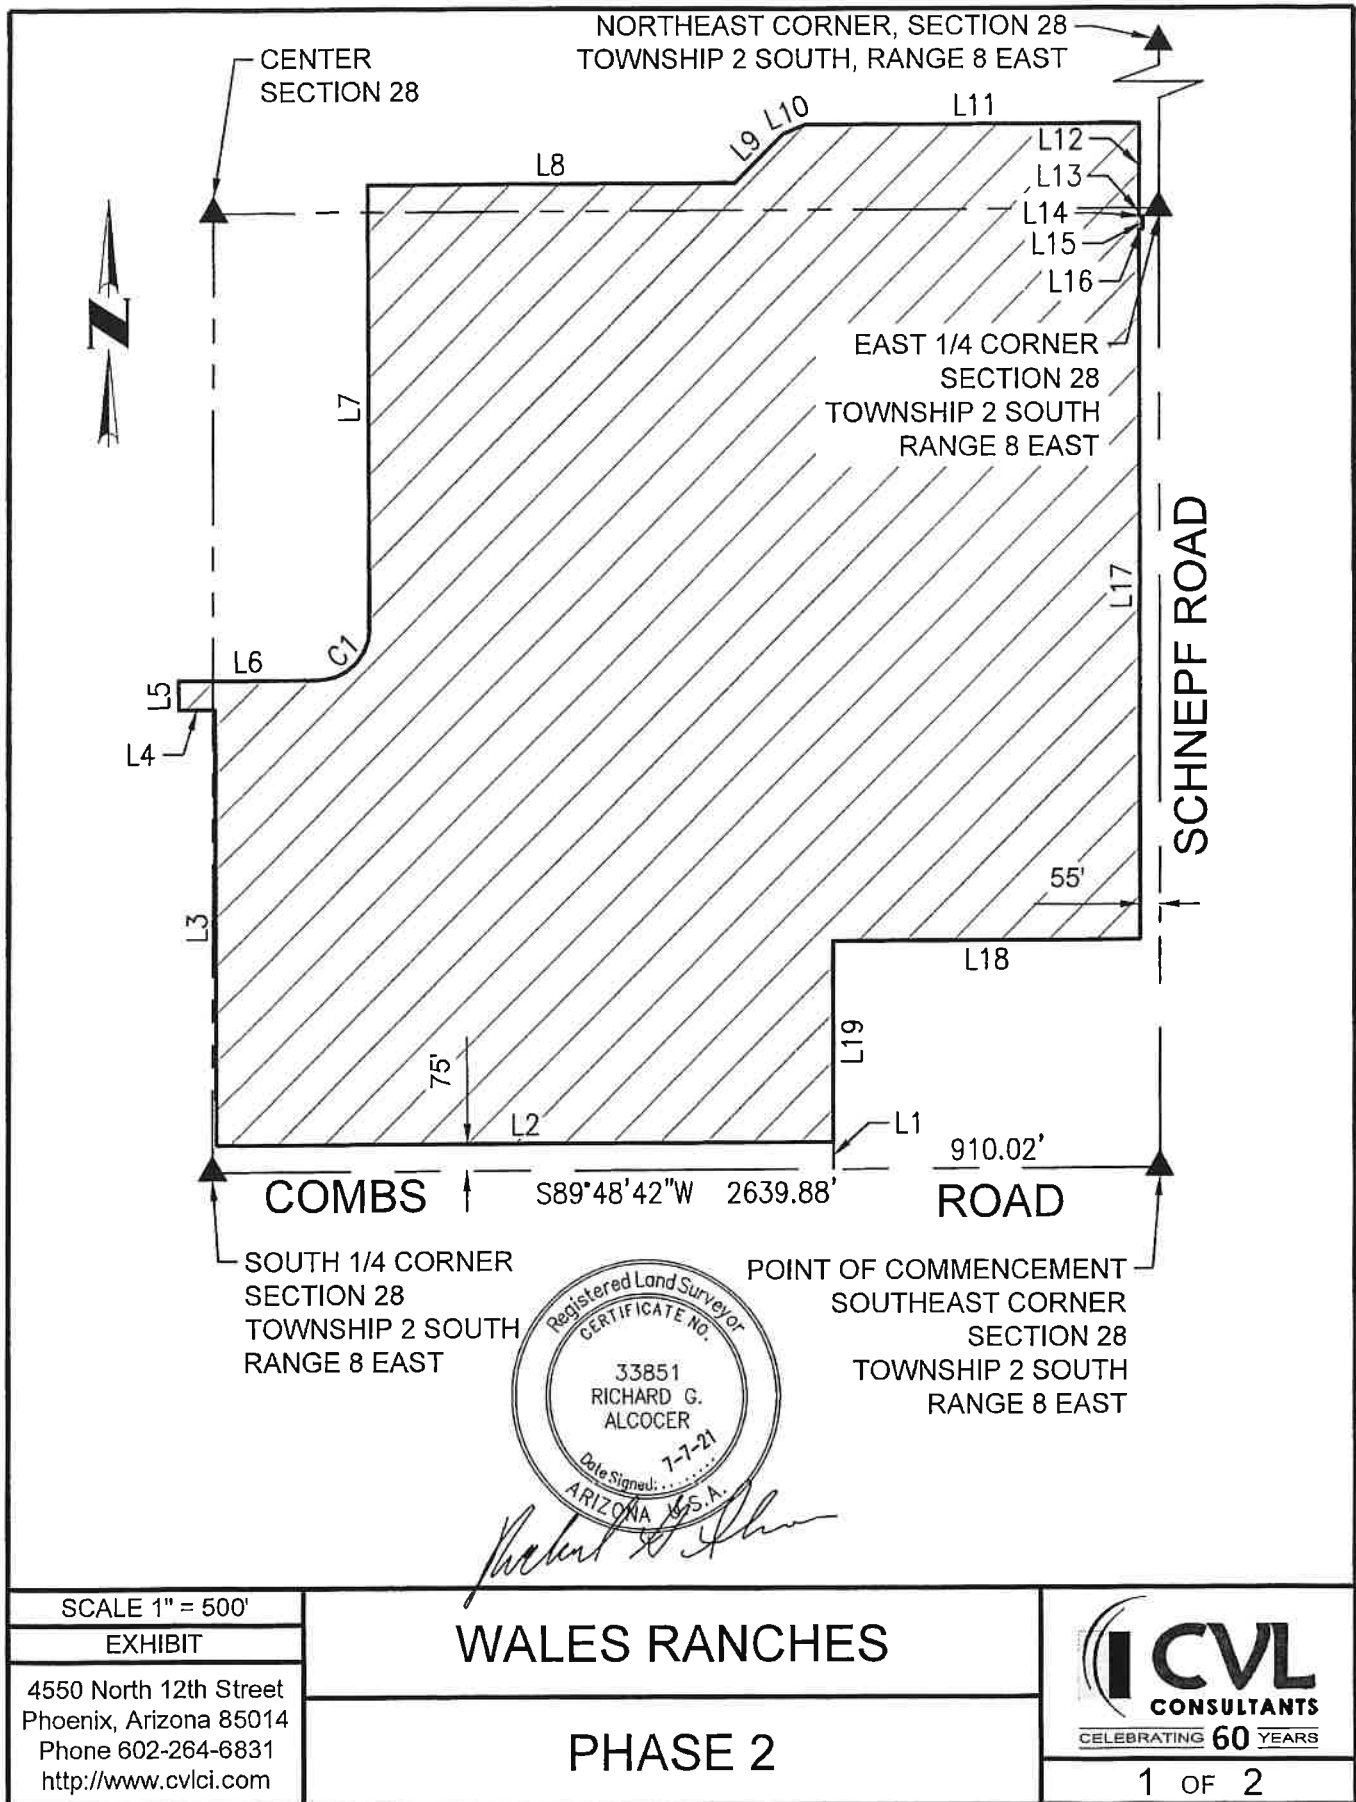 NORTHEAST CORNER, SECTION 28
TOWNSHIP 2 SOUTH, RANGE 8 EAST
CENTER
SECTION 28
L11
L10
L9
L8
L12
L13
L14
L15
L16
N
EAST 1/4 CORNER
SECTION 28
TOWNSHIP 2 SOUTH
RANGE 8 EAST
L7
SCHNEPF ROAD
L17
C1
L6
L5
L4
55'
L3
L18
L19
75'
L2
L1
910.02'
COMBS
S89°48'42"W 2639.88'
ROAD
SOUTH 1/4 CORNER
SECTION 28
TOWNSHIP 2 SOUTH
RANGE 8 EAST
POINT OF COMMENCEMENT
SOUTHEAST CORNER
SECTION 28
TOWNSHIP 2 SOUTH
RANGE 8 EAST
Registered Land Surveyor
CERTIFICATE NO.
33851
RICHARD G.
ALCOCER
Date Signed: 7-7-21
ARIZONA U.S.A.
SCALE 1" = 500'
EXHIBIT
4550 North 12th Street
Phoenix, Arizona 85014
Phone 602-264-6831
http://www.cvlci.com
WALES RANCHES
PHASE 2
CVL
CONSULTANTS
CELEBRATING 60 YEARS
1 OF 2